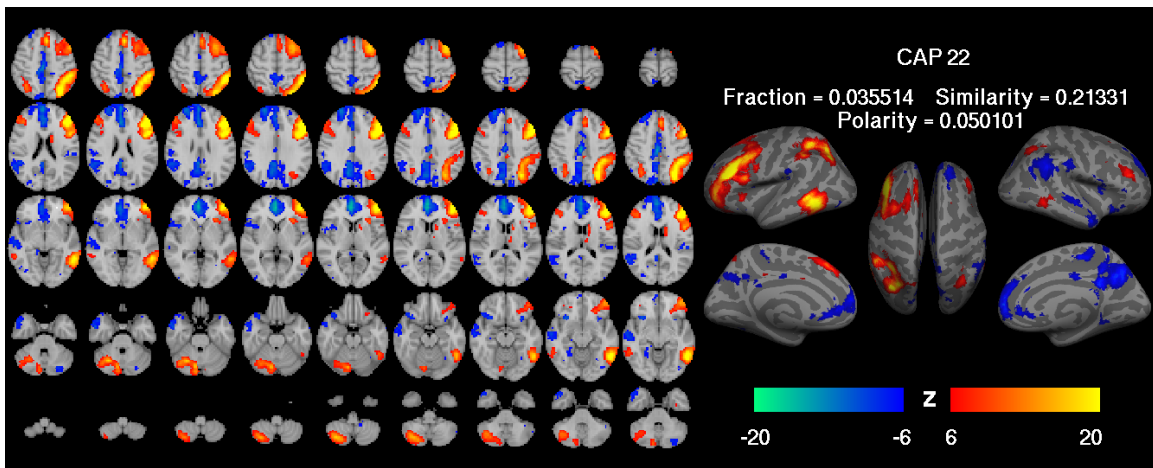 CAP 22
Fraction = 0.035514 Similarity = 0.21331
Polarity = 0.050101
z
-20 -6 6 20